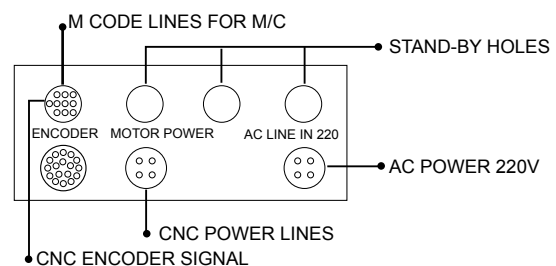 M CODE LINES FOR M/C
STAND-BY HOLES
ENCODER MOTOR POWER AC LINE IN 220
AC POWER 220V
CNC POWER LINES
CNC ENCODER SIGNAL